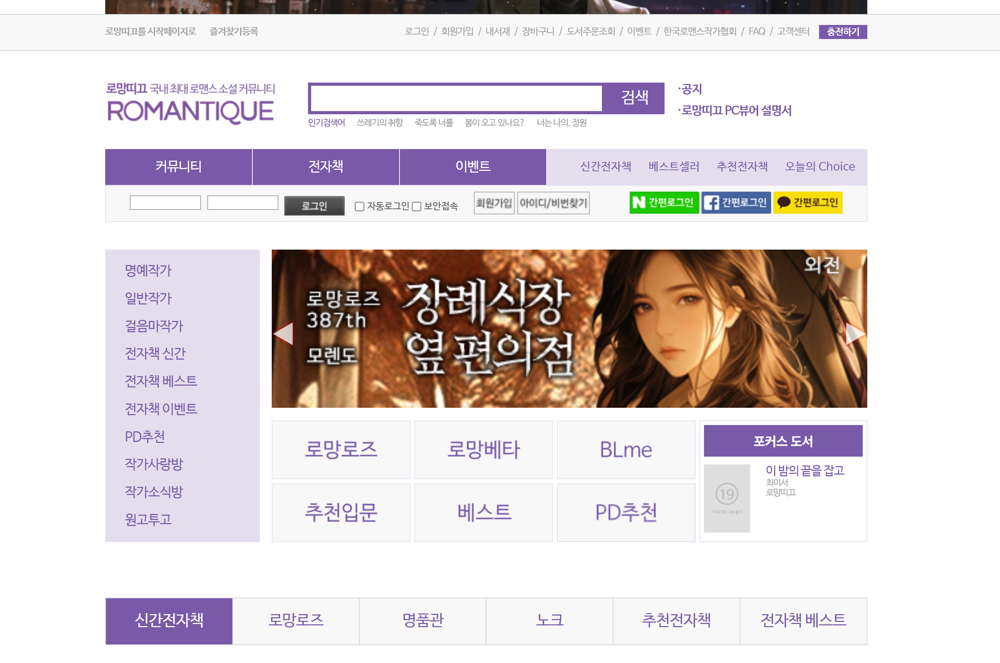 로망띠끄를 시작페이지로 즐겨찾기등록 로그인 / 회원가입 / 내서재 / 장바구니 / 도서주문조회 / 이벤트 / 한국로맨스작가협회 / FAQ / 고객센터 충전하기
로망띠끄 국내 최대 로맨스 소설 커뮤니티
ROMANTIQUE
검색
·공지
·로망띠끄 PC뷰어 설명서
인기검색어 쓰레기의 취향 죽도록 너를 봄이 오고 있나요? 너는 나의, 정원
커뮤니티 전자책 이벤트 신간전자책 베스트셀러 추천전자책 오늘의 Choice
로그인 자동로그인 보안접속 회원가입 아이디/비번찾기 N 간편로그인 f 간편로그인 간편로그인
명예작가
일반작가
걸음마작가
전자책 신간
전자책 베스트
전자책 이벤트
PD추천
작가사랑방
작가소식방
원고투고
외전
로망로즈
387th
모렌도
장례식장
옆 편의점
로망로즈 로망베타 BLme
추천입문 베스트 PD추천
포커스 도서
19
19세 미만 구독 불가
이 밤의 끝을 잡고
최이서
로망띠끄
신간전자책 로망로즈 명품관 노크 추천전자책 전자책 베스트